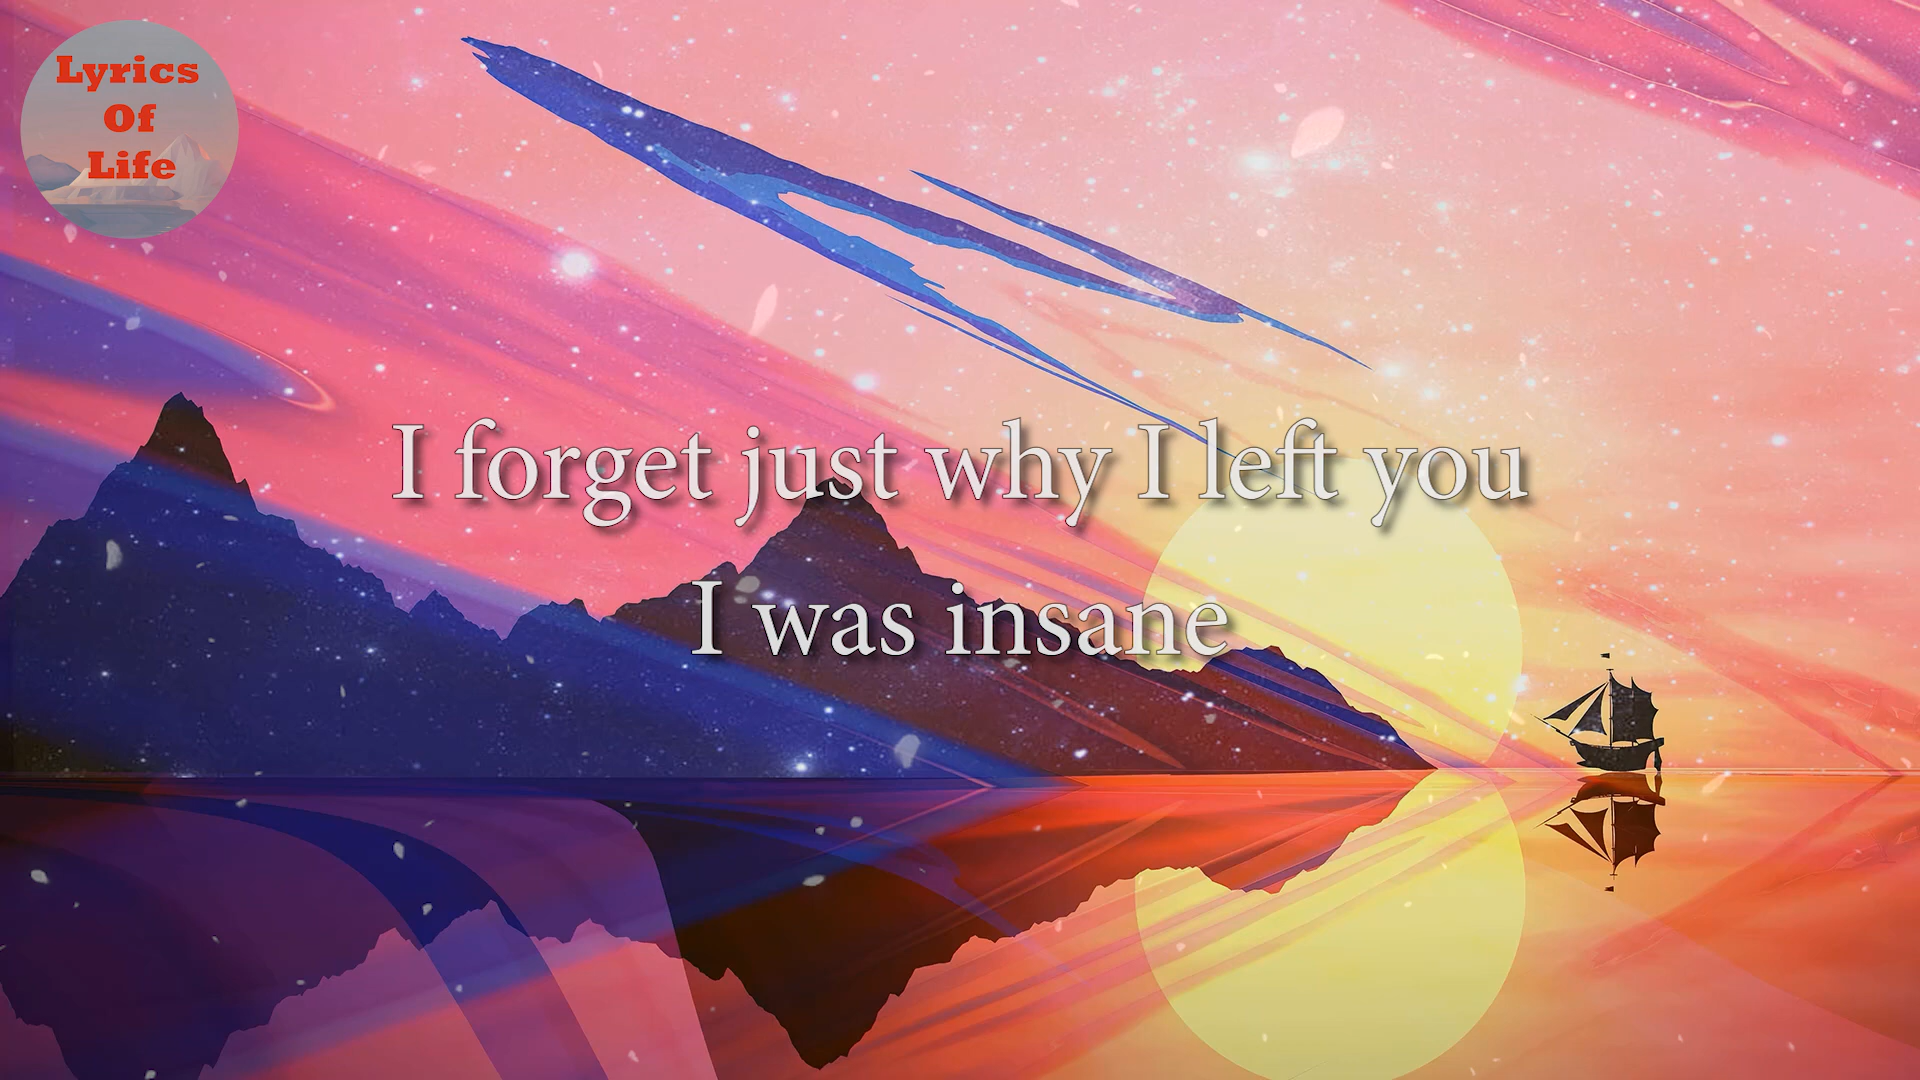 Lyrics
Of
Life
I forget just why I left you
I was insane